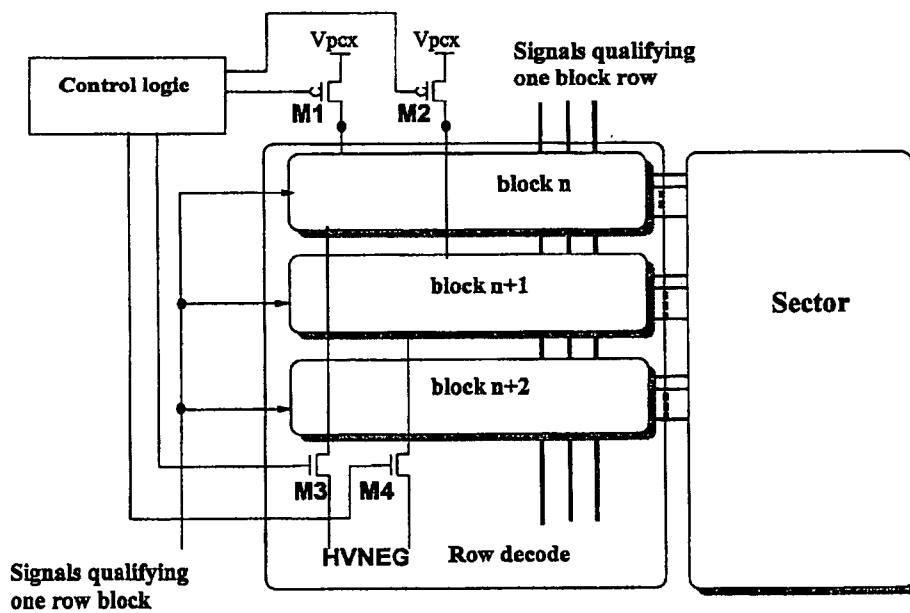 Vpcx
Vpcx
Signals qualifying
one block row
Control logic
M1
M2
block n
block n+1
Sector
block n+2
M3
M4
HVNEG
Row decode
Signals qualifying
one row block